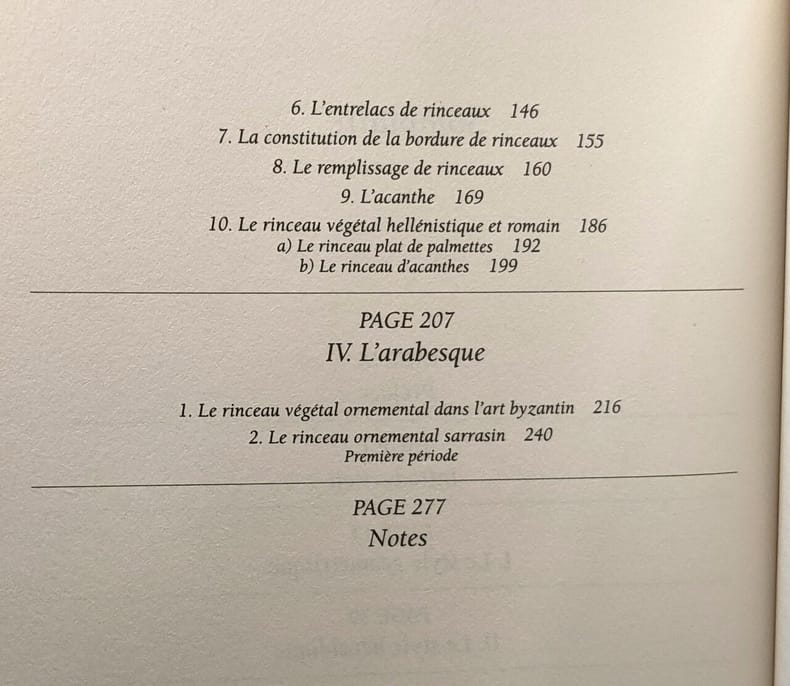 6. L'entrelacs de rinceaux 146
7. La constitution de la bordure de rinceaux 155
8. Le remplissage de rinceaux 160
9. L'acanthe 169
10. Le rinceau végétal hellénistique et romain 186
a) Le rinceau plat de palmettes 192
b) Le rinceau d'acanthes 199
PAGE 207
IV. L'arabesque
1. Le rinceau végétal ornemental dans l'art byzantin 216
2. Le rinceau ornemental sarrasin 240
Première période
PAGE 277
Notes